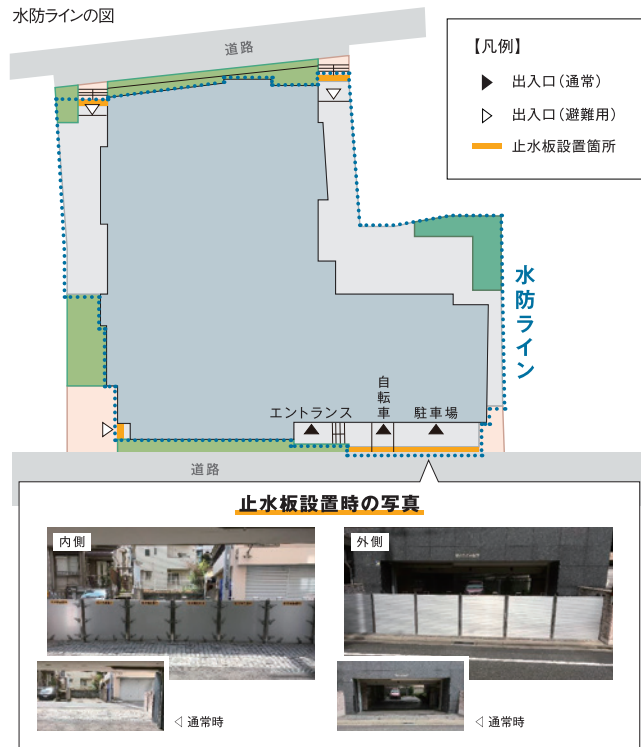 水防ラインの図
道路
【凡例】
出入口（通常）
出入口（避難用）
止水板設置箇所
水防ライン
エントランス
自転車
駐車場
道路
止水板設置時の写真
内側
外側
◁ 通常時
◁ 通常時